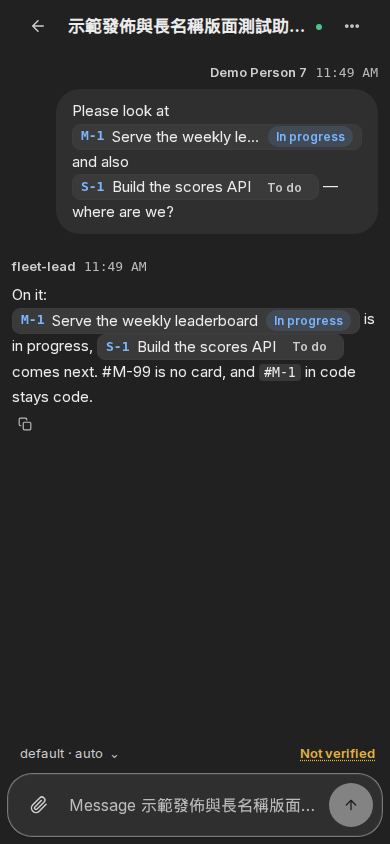 示範發佈與長名稱版面測試助...
Demo Person 7 11:49 AM
Please look at
M-1 Serve the weekly le... In progress
and also
S-1 Build the scores API To do —
where are we?
fleet-lead 11:49 AM
On it:
M-1 Serve the weekly leaderboard In progress is
in progress, S-1 Build the scores API To do
comes next. #M-99 is no card, and #M-1 in code
stays code.
default · auto
Not verified
Message 示範發佈與長名稱版面...